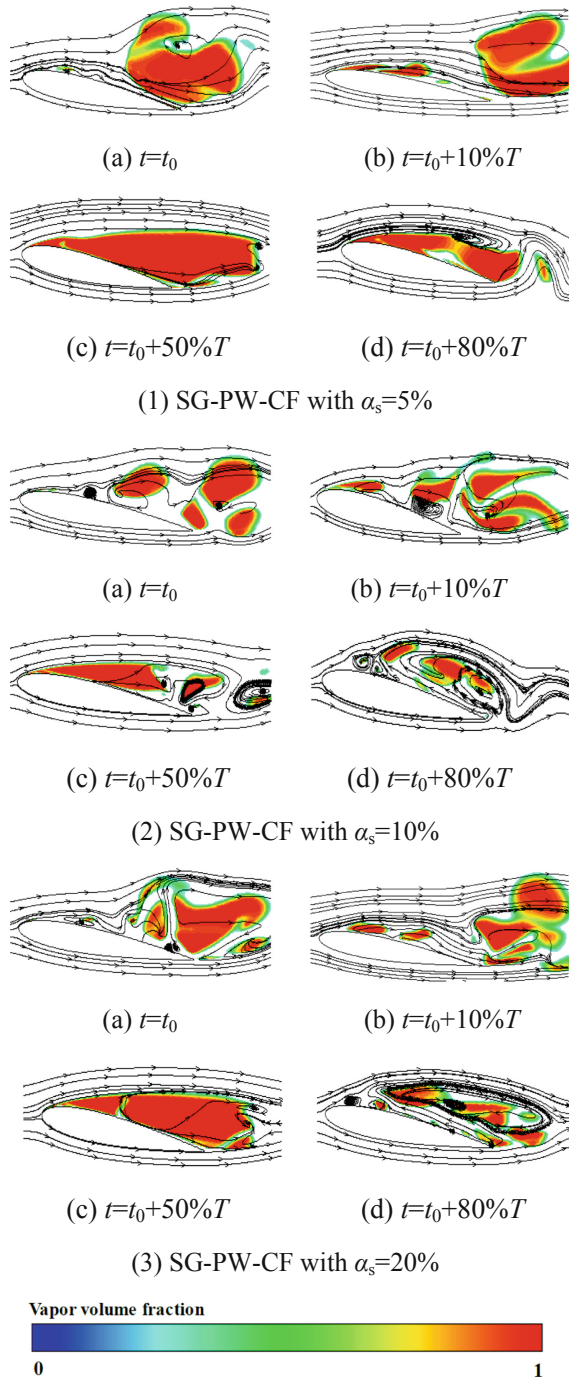 (a) t=t₀
(b) t=t₀+10%T
(c) t=t₀+50%T
(d) t=t₀+80%T
(1) SG-PW-CF with αₛ=5%
(a) t=t₀
(b) t=t₀+10%T
(c) t=t₀+50%T
(d) t=t₀+80%T
(2) SG-PW-CF with αₛ=10%
(a) t=t₀
(b) t=t₀+10%T
(c) t=t₀+50%T
(d) t=t₀+80%T
(3) SG-PW-CF with αₛ=20%
Vapor volume fraction
0
1